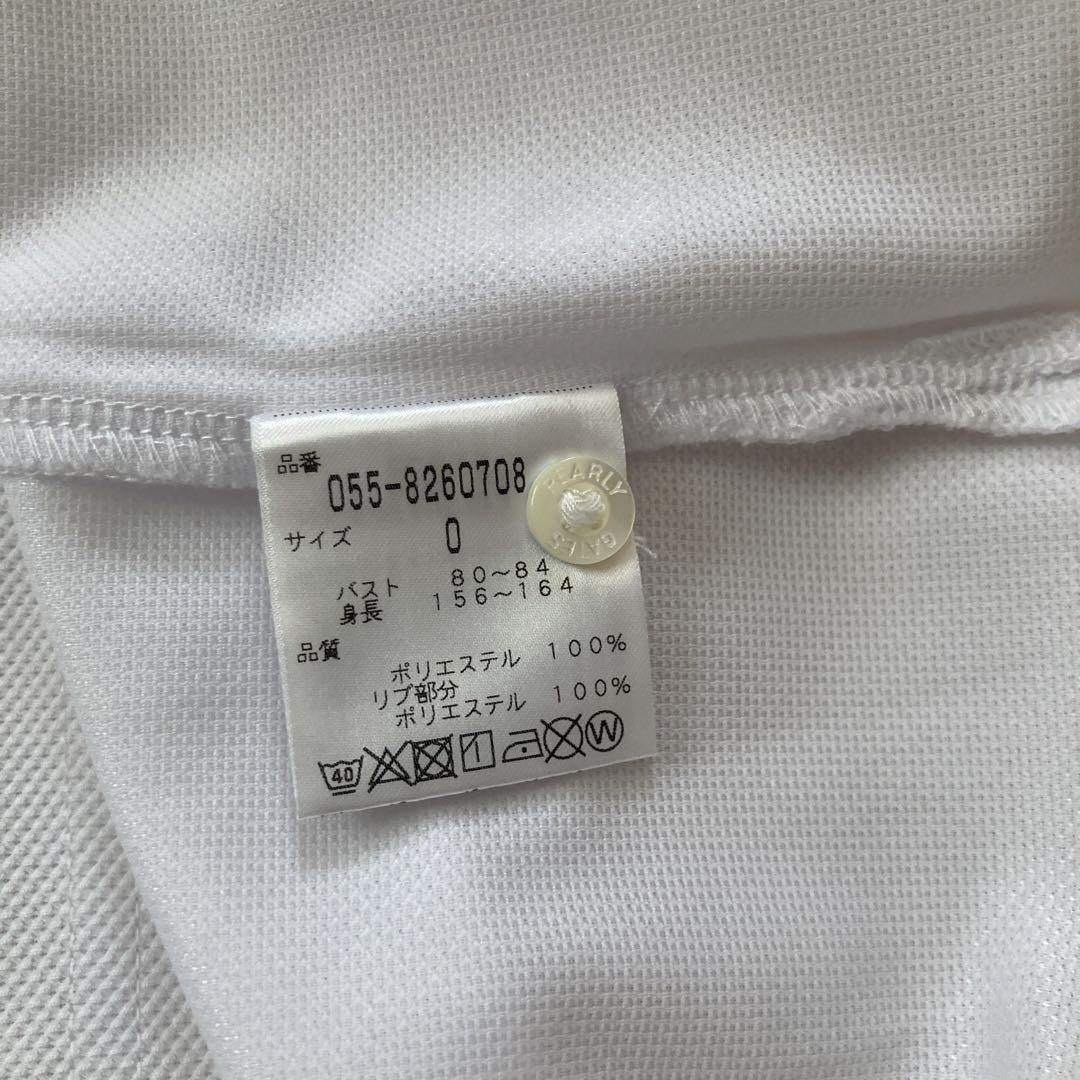 品番
055-8260708
PEARLY
GATES
サイズ 0
バスト 80~84
身長 156~164
品質
ポリエステル 100%
リブ部分
ポリエステル 100%
40
W